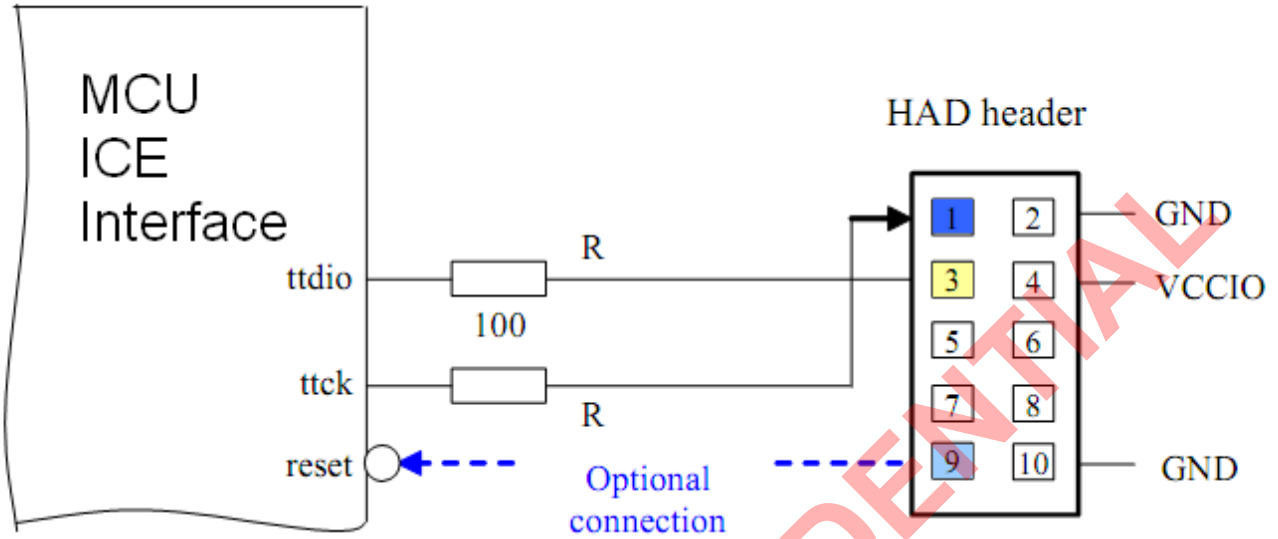 MCU
ICE
Interface
HAD header
1 2 GND
R
ttdio
3 4 VCCIO
100
5 6
ttck
R
7 8
reset
Optional
connection
9 10 GND
DENTIAL